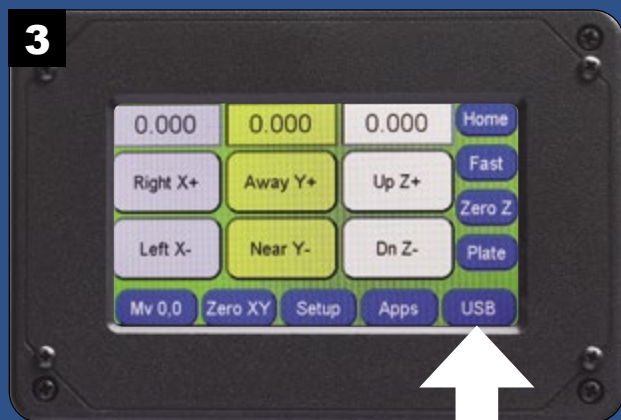 3
0.000 0.000 0.000 Home
Right X+ Away Y+ Up Z+ Fast
Zero Z
Left X- Near Y- Dn Z- Plate
Mv 0,0 Zero XY Setup Apps USB